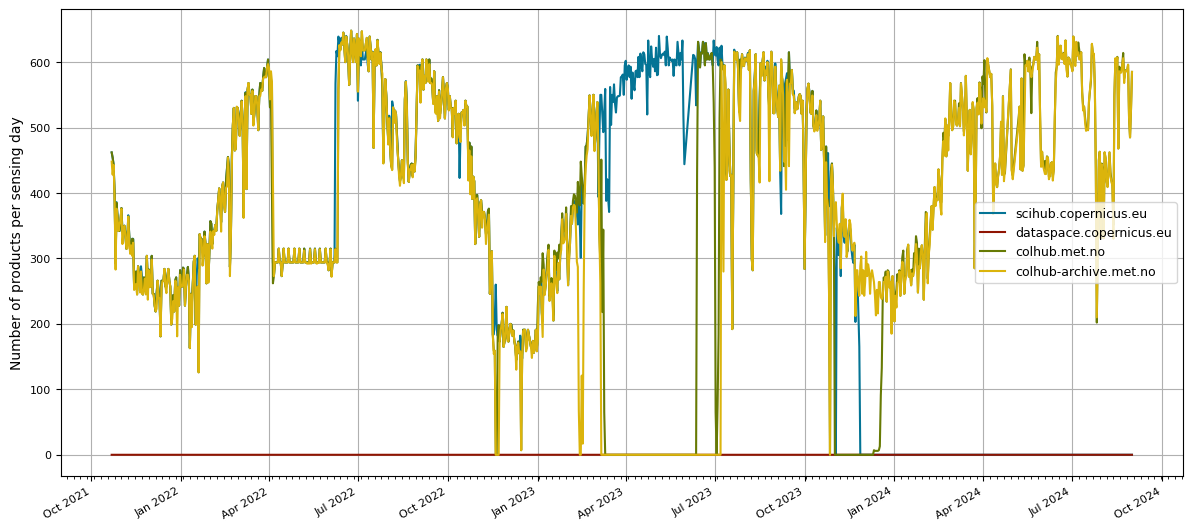 Number of products per sensing day
600
500
400
300
200
100
0
Oct 2021
Jan 2022
Apr 2022
Jul 2022
Oct 2022
Jan 2023
Apr 2023
Jul 2023
Oct 2023
Jan 2024
Apr 2024
Jul 2024
Oct 2024
scihub.copernicus.eu
dataspace.copernicus.eu
colhub.met.no
colhub-archive.met.no